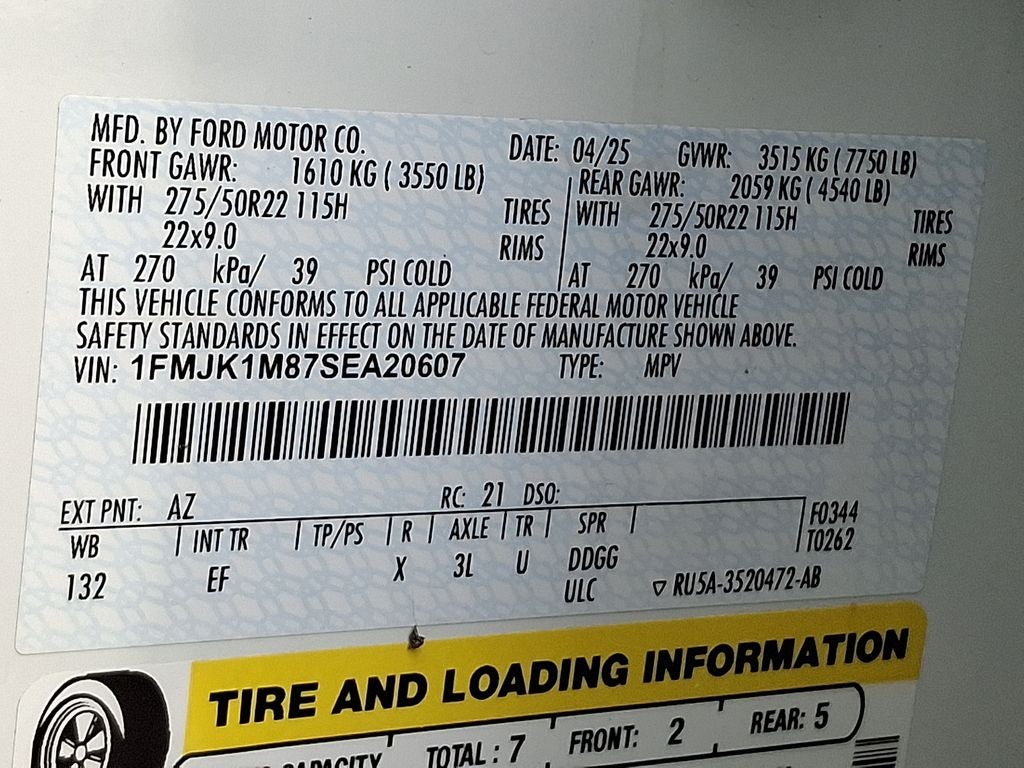 MFD. BY FORD MOTOR CO. DATE: 04/25 GVWR: 3515 KG ( 7750 LB)
FRONT GAWR: 1610 KG ( 3550 LB) REAR GAWR: 2059 KG ( 4540 LB)
WITH 275/50R22 115H TIRES WITH 275/50R22 115H TIRES
22x9.0 RIMS 22x9.0 RIMS
AT 270 kPa/ 39 PSI COLD AT 270 kPa/ 39 PSI COLD
THIS VEHICLE CONFORMS TO ALL APPLICABLE FEDERAL MOTOR VEHICLE
SAFETY STANDARDS IN EFFECT ON THE DATE OF MANUFACTURE SHOWN ABOVE.
VIN: 1FMJK1M87SEA20607 TYPE: MPV
EXT PNT: AZ RC: 21 DSO:
WB INT TR TP/PS R AXLE TR SPR F0344
T0262
132 EF X 3L U DDGG
ULC ▽ RU5A-3520472-AB
TIRE AND LOADING INFORMATION
CAPACITY TOTAL : 7 FRONT: 2 REAR: 5